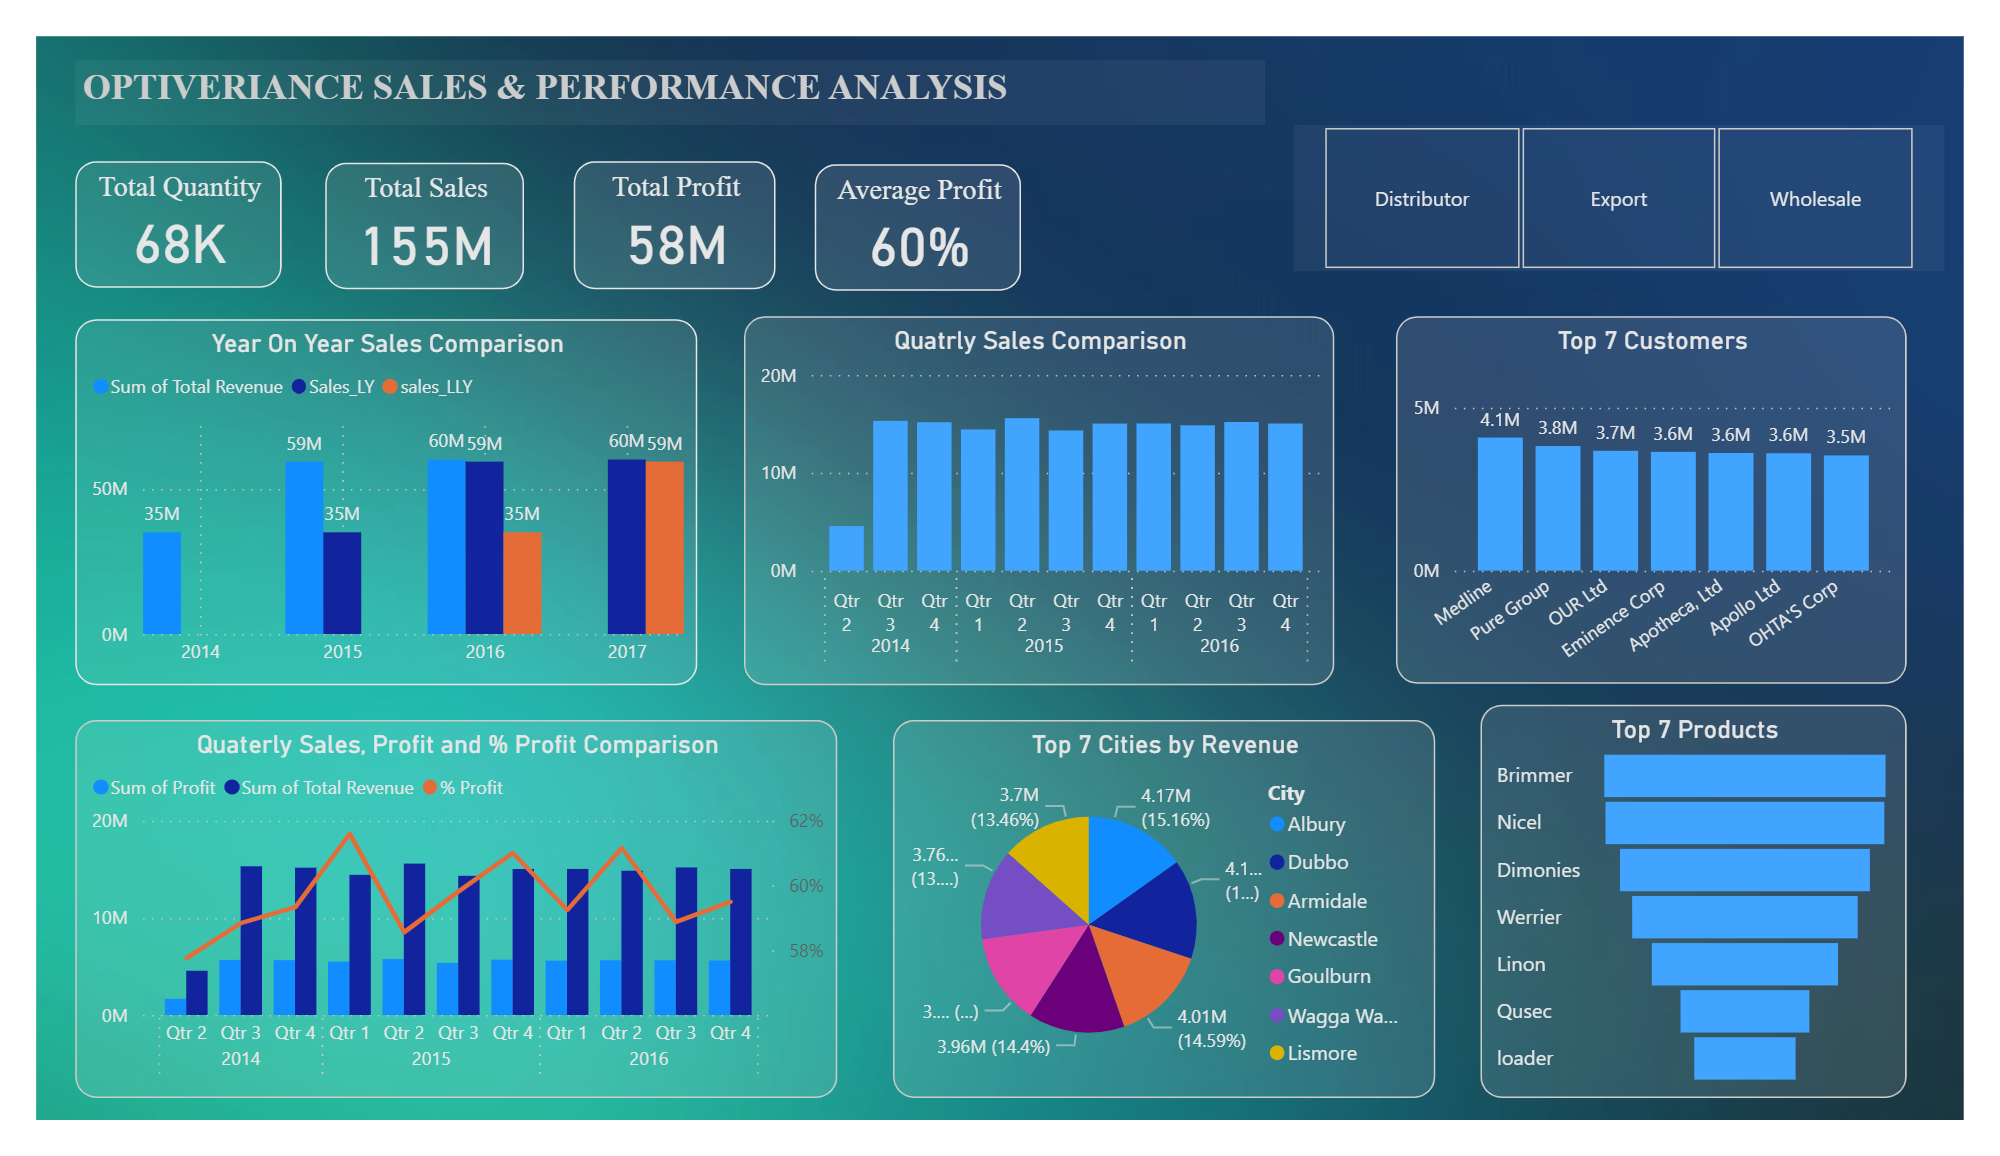 OPTIVERIANCE SALES & PERFORMANCE ANALYSIS
Total Quantity
68K
Total Sales
155M
Total Profit
58M
Average Profit
60%
Distributor
Export
Wholesale
Year On Year Sales Comparison
Sum of Total Revenue Sales_LY sales_LLY
50M
0M
35M
59M
35M
60M
59M
35M
60M
59M
2014
2015
2016
2017
Quatrly Sales Comparison
20M
10M
0M
Qtr 2
Qtr 3
Qtr 4
Qtr 1
Qtr 2
Qtr 3
Qtr 4
Qtr 1
Qtr 2
Qtr 3
Qtr 4
2014
2015
2016
Top 7 Customers
5M
0M
4.1M
3.8M
3.7M
3.6M
3.6M
3.6M
3.5M
Medline
Pure Group
OUR Ltd
Eminence Corp
Apotheca, Ltd
Apollo Ltd
OHTA'S Corp
Quaterly Sales, Profit and % Profit Comparison
Sum of Profit Sum of Total Revenue % Profit
20M
10M
0M
62%
60%
58%
Qtr 2
Qtr 3
Qtr 4
Qtr 1
Qtr 2
Qtr 3
Qtr 4
Qtr 1
Qtr 2
Qtr 3
Qtr 4
2014
2015
2016
Top 7 Cities by Revenue
4.17M
(15.16%)
4.1...
(1...)
4.01M
(14.59%)
3.96M (14.4%)
3.... (...)
3.76...
(13....)
3.7M
(13.46%)
City
Albury
Dubbo
Armidale
Newcastle
Goulburn
Wagga Wa...
Lismore
Top 7 Products
Brimmer
Nicel
Dimonies
Werrier
Linon
Qusec
loader